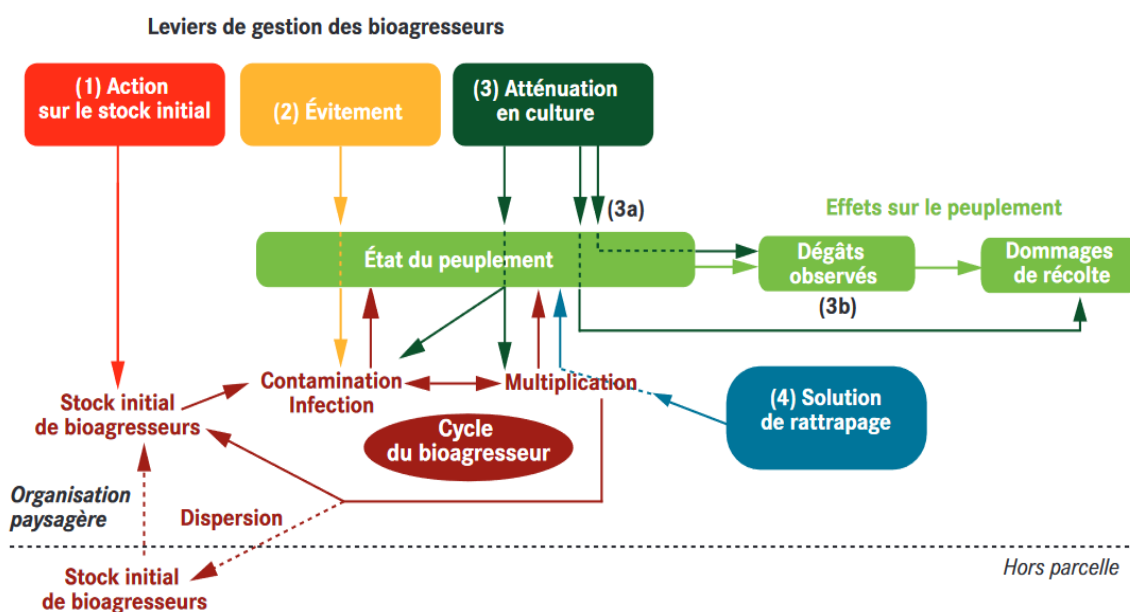 Leviers de gestion des bioagresseurs
(1) Action
sur le stock initial
(2) Évitement
(3) Atténuation
en culture
(3a)
Effets sur le peuplement
État du peuplement
Dégâts
observés
Dommages
de récolte
(3b)
Contamination
Infection
Multiplication
Stock initial
de bioagresseurs
Cycle
du bioagresseur
(4) Solution
de rattrapage
Organisation
paysagère
Dispersion
Hors parcelle
Stock initial
de bioagresseurs